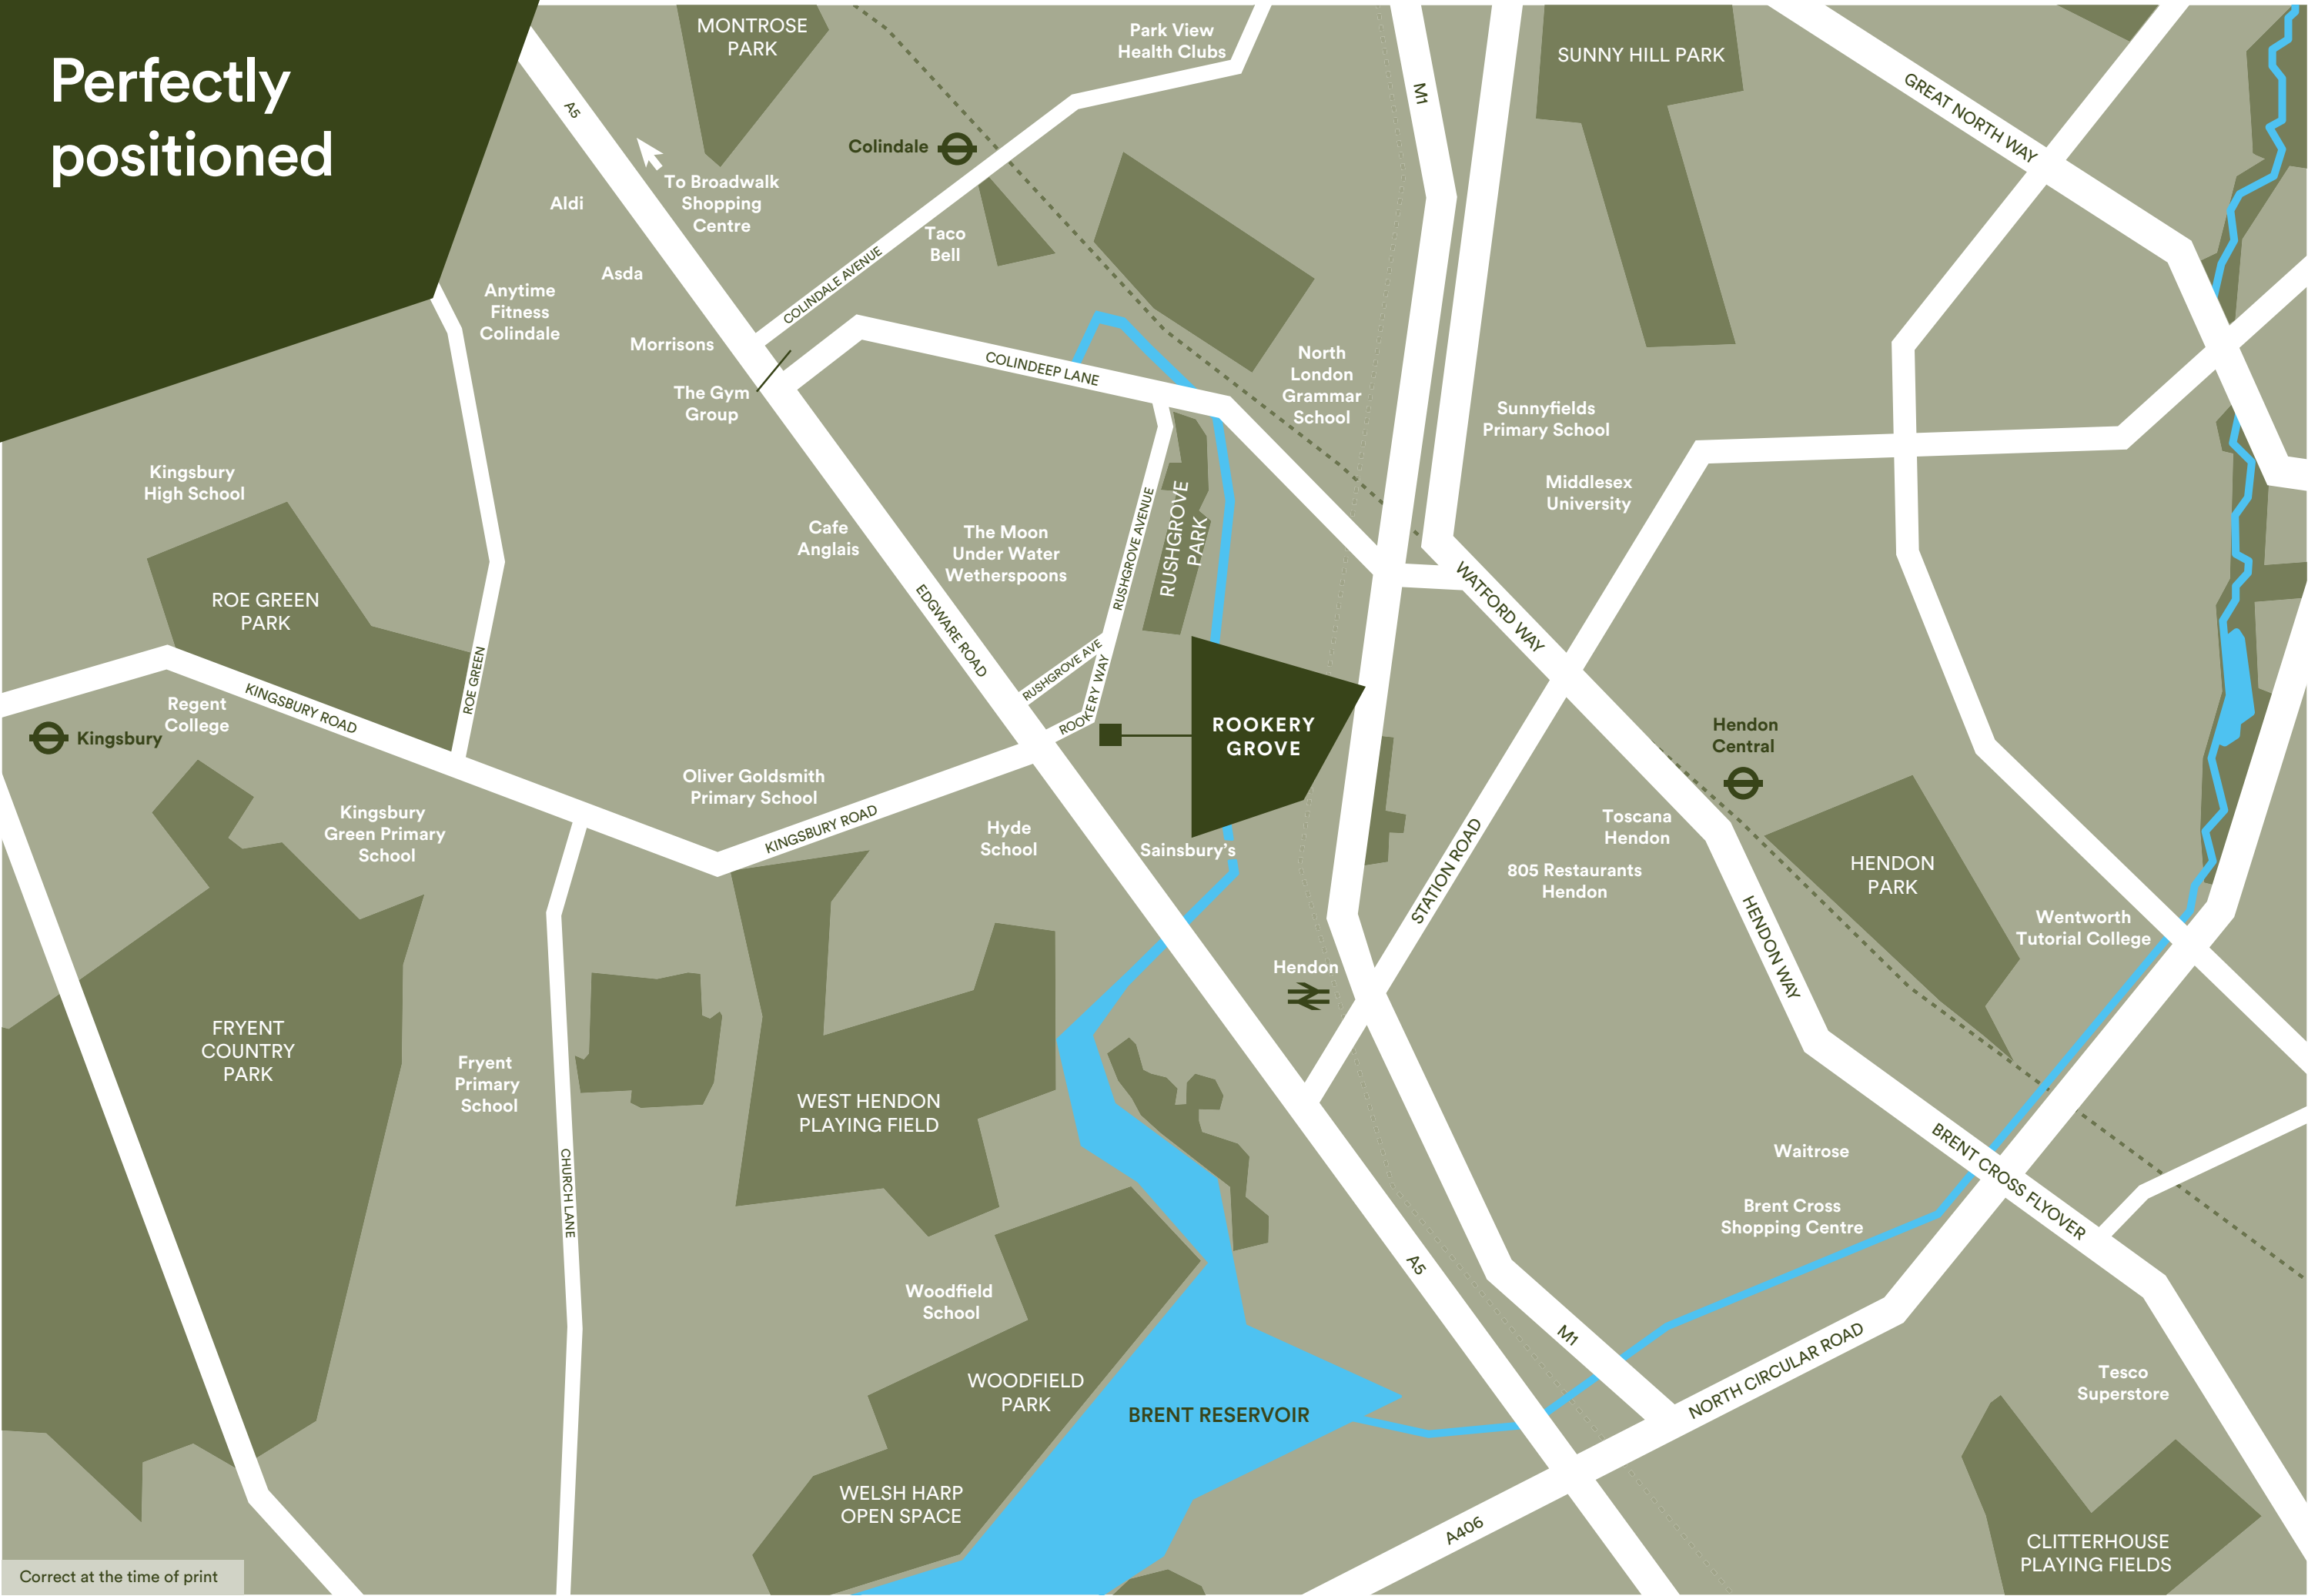 Perfectly
positioned
MONTROSE
PARK
Park View
Health Clubs
M1
SUNNY HILL PARK
GREAT NORTH WAY
A5
Colindale
To Broadwalk
Shopping
Centre
Aldi
Asda
Taco
Bell
COLINDALE AVENUE
Anytime
Fitness
Colindale
Morrisons
The Gym
Group
COLINDEEP LANE
North
London
Grammar
School
Sunnyfields
Primary School
Middlesex
University
Kingsbury
High School
Cafe
Anglais
The Moon
Under Water
Wetherspoons
RUSHGROVE AVENUE
RUSHGROVE
PARK
ROE GREEN
PARK
EDGWARE ROAD
WATFORD WAY
ROE GREEN
RUSHGROVE AVE
ROOKERY WAY
KINGSBURY ROAD
Regent
College
Kingsbury
ROOKERY
GROVE
Hendon
Central
Oliver Goldsmith
Primary School
KINGSBURY ROAD
Kingsbury
Green Primary
School
Hyde
School
Sainsbury's
STATION ROAD
Toscana
Hendon
805 Restaurants
Hendon
HENDON
PARK
HENDON WAY
Wentworth
Tutorial College
Hendon
FRYENT
COUNTRY
PARK
Fryent
Primary
School
WEST HENDON
PLAYING FIELD
CHURCH LANE
Waitrose
BRENT CROSS FLYOVER
Brent Cross
Shopping Centre
A5
Woodfield
School
M1
NORTH CIRCULAR ROAD
WOODFIELD
PARK
BRENT RESERVOIR
Tesco
Superstore
WELSH HARP
OPEN SPACE
A406
CLITTERHOUSE
PLAYING FIELDS
Correct at the time of print